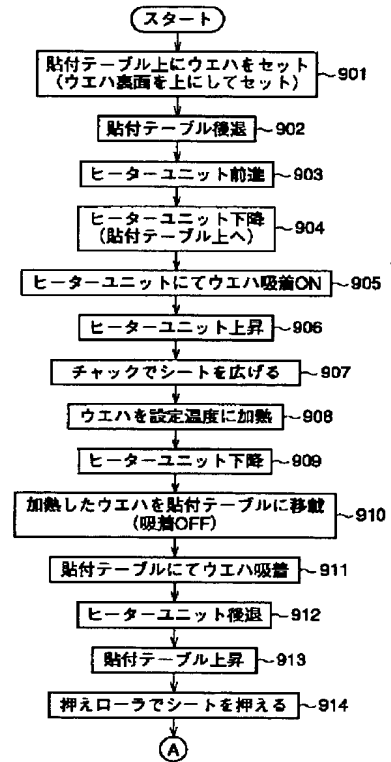 スタート
貼付テーブル上にウエハをセット
(ウエハ裏面を上にしてセット)
901
貼付テーブル後退
902
ヒーターユニット前進
903
ヒーターユニット下降
(貼付テーブル上へ)
904
ヒーターユニットにてウエハ吸着ON
905
ヒーターユニット上昇
906
チャックでシートを広げる
907
ウエハを設定温度に加熱
908
ヒーターユニット下降
909
加熱したウエハを貼付テーブルに移載
(吸着OFF)
910
貼付テーブルにてウエハ吸着
911
ヒーターユニット後退
912
貼付テーブル上昇
913
押えローラでシートを押える
914
A